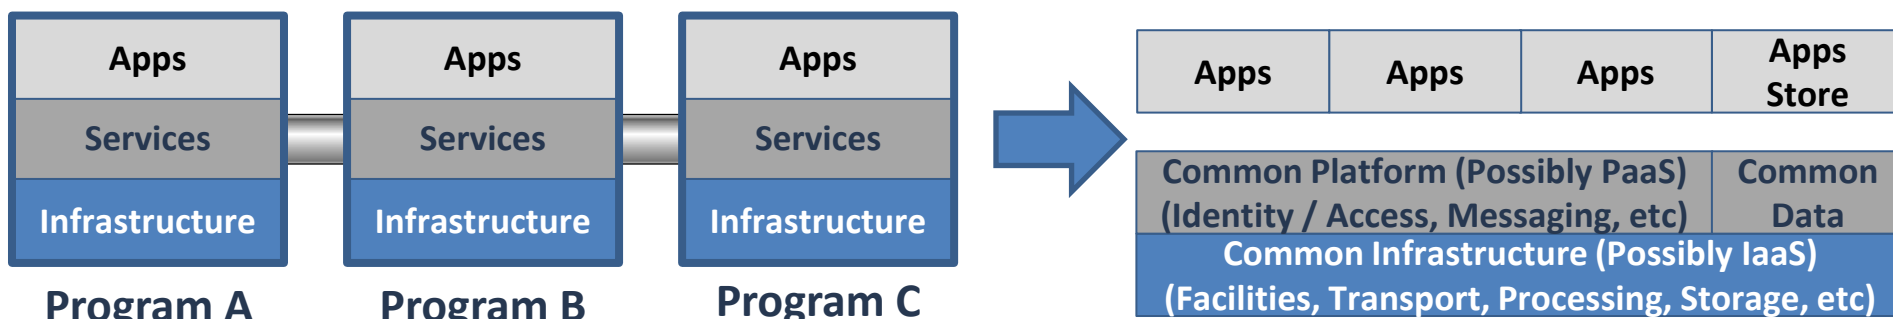 Apps
Services
Infrastructure
Program A
Apps
Services
Infrastructure
Program B
Apps
Services
Infrastructure
Program C
Apps
Apps
Apps
Apps
Store
Common Platform (Possibly PaaS)
(Identity / Access, Messaging, etc)
Common
Data
Common Infrastructure (Possibly IaaS)
(Facilities, Transport, Processing, Storage, etc)